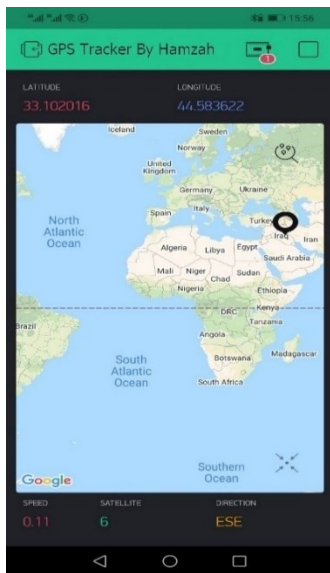 15:56
GPS Tracker By Hamzah
1
LATITUDE LONGITUDE
33.102016 44.583622
Iceland
Sweden
Norway
United
Kingdom
Germany Ukraine
Spain Italy Turkey
North
Atlantic
Ocean
Iraq Iran
Algeria Libya Egypt
Saudi Arabia
Mali Niger Chad Sudan
Nigeria Ethiopia
DRC Kenya
Brazil Tanzania
Angola
Botswana Madagascar
South
Atlantic
Ocean
South Africa
Google
Southern
Ocean
SPEED SATELLITE DIRECTION
0.11 6 ESE